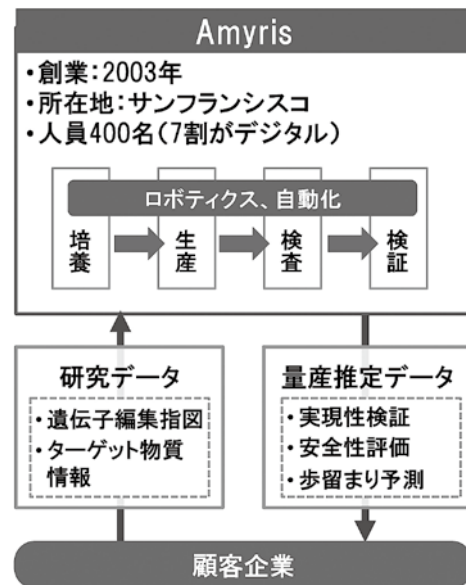 Amyris
・創業:2003年
・所在地:サンフランシスコ
・人員400名(7割がデジタル)
ロボティクス、自動化
培養
生産
検査
検証
研究データ
・遺伝子編集指図
・ターゲット物質
情報
量産推定データ
・実現性検証
・安全性評価
・歩留まり予測
顧客企業